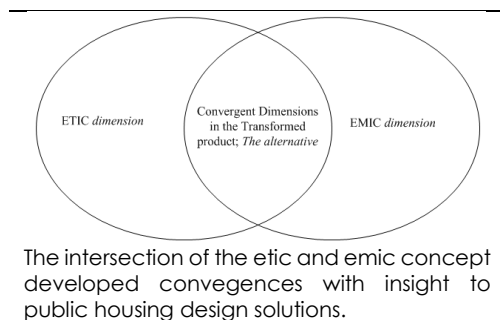 Convergent Dimensions
ETIC dimension
in the Transformed
EMIC dimension
product; The alternative
The intersection of the etic and emic concept
developed convegences with insight to
public housing design solutions.